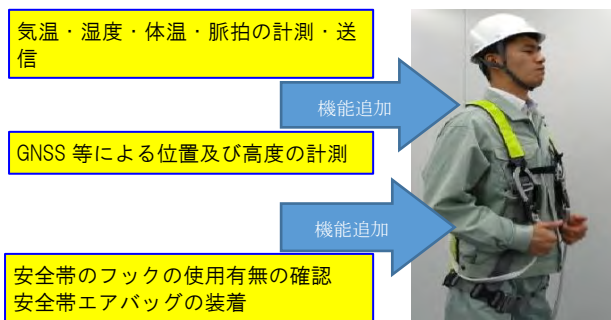 気温・湿度・体温・脈拍の計測・送
信
機能追加
GNSS 等による位置及び高度の計測
機能追加
安全帯のフックの使用有無の確認
安全帯エアバッグの装着